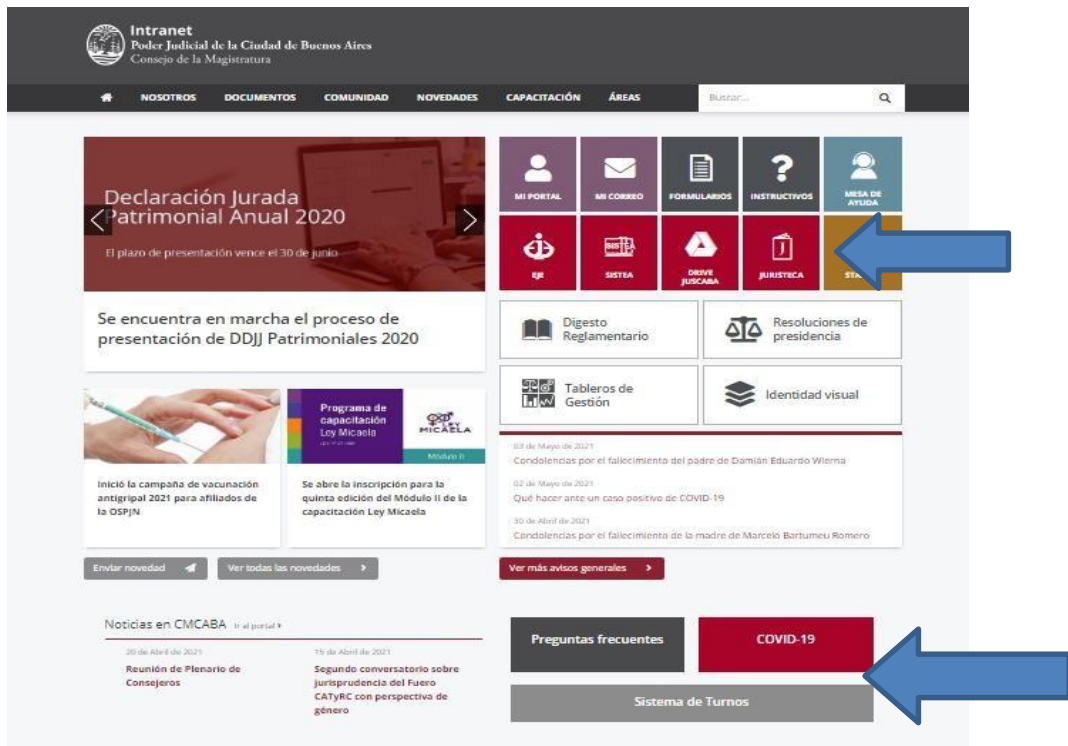 Intranet
Poder Judicial de la Ciudad de Buenos Aires
Consejo de la Magistratura
NOSOTROS DOCUMENTOS COMUNIDAD NOVEDADES CAPACITACIÓN ÁREAS Buscar...
Declaración Jurada
Patrimonial Anual 2020
El plazo de presentación vence el 30 de junio
Se encuentra en marcha el proceso de
presentación de DDJJ Patrimoniales 2020
MI PORTAL
MI CORREO
FORMULARIOS
INSTRUCTIVOS
MESA DE
AYUDA
EJE
SISTEA
DRIVE
JUSCABA
JURISTECA
Digesto
Reglamentario
Resoluciones de
presidencia
Tableros de
Gestión
Identidad visual
Programa de
capacitación
Ley Micaela
LEY
MICAELA
Módulo II
Inició la campaña de vacunación
antigripal 2021 para afiliados de
la OSPJN
Se abre la inscripción para la
quinta edición del Módulo II de la
capacitación Ley Micaela
03 de Mayo de 2021
Condolencias por el fallecimiento del padre de Damián Eduardo Wierna
02 de Mayo de 2021
Qué hacer ante un caso positivo de COVID-19
30 de Abril de 2021
Condolencias por el fallecimiento de la madre de Marcelo Bartumeu Romero
Enviar novedad
Ver todas las novedades
Ver más avisos generales
Noticias en CMCABA Ir al portal
20 de Abril de 2021
Reunión de Plenario de
Consejeros
15 de Abril de 2021
Segundo conversatorio sobre
jurisprudencia del Fuero
CATyRC con perspectiva de
género
Preguntas frecuentes
COVID-19
Sistema de Turnos